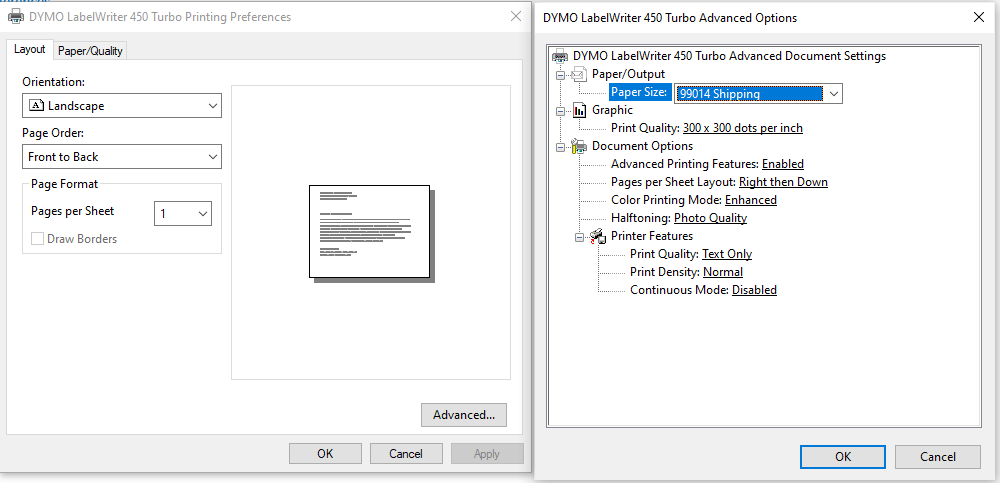 DYMO LabelWriter 450 Turbo Printing Preferences
Layout
Paper/Quality
Orientation:
Landscape
Page Order:
Front to Back
Page Format
Pages per Sheet
1
Draw Borders
Advanced...
OK
Cancel
Apply
DYMO LabelWriter 450 Turbo Advanced Options
DYMO LabelWriter 450 Turbo Advanced Document Settings
Paper/Output
Paper Size: 99014 Shipping
Graphic
Print Quality: 300 x 300 dots per inch
Document Options
Advanced Printing Features: Enabled
Pages per Sheet Layout: Right then Down
Color Printing Mode: Enhanced
Halftoning: Photo Quality
Printer Features
Print Quality: Text Only
Print Density: Normal
Continuous Mode: Disabled
OK
Cancel